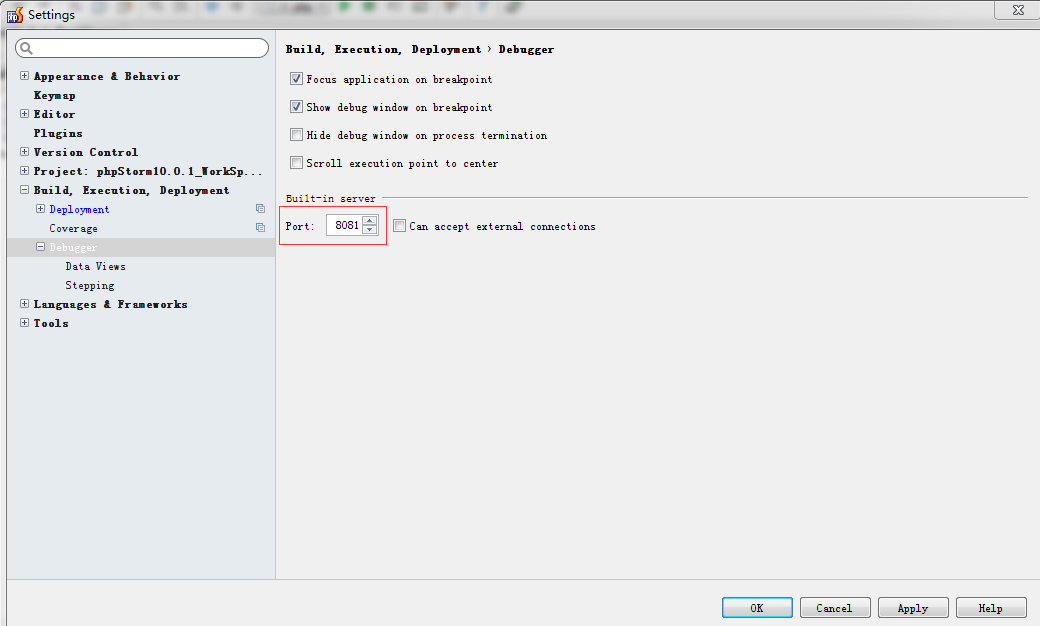 Settings
Appearance & Behavior
Keymap
Editor
Plugins
Version Control
Project: phpStorm10.0.1_WorkSp...
Build, Execution, Deployment
Deployment
Coverage
Debugger
Data Views
Stepping
Languages & Frameworks
Tools
Build, Execution, Deployment › Debugger
Focus application on breakpoint
Show debug window on breakpoint
Hide debug window on process termination
Scroll execution point to center
Built-in server
Port: 8081 Can accept external connections
OK Cancel Apply Help